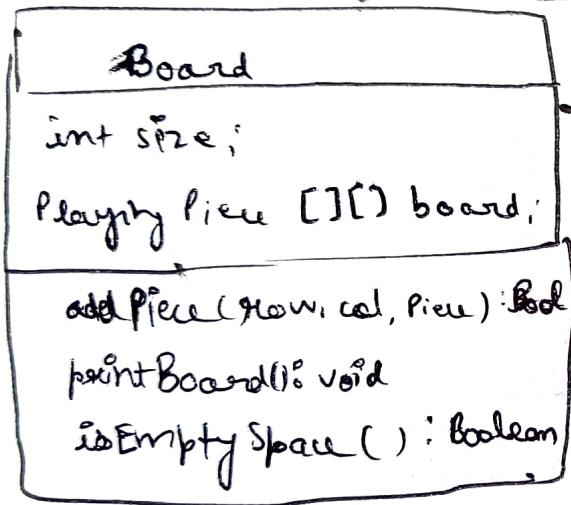 Board
int size;
Playing Piece [][] board;
addPiece(row, col, Piece) : Bool
printBoard(): void
isEmptySpace() : Boolean